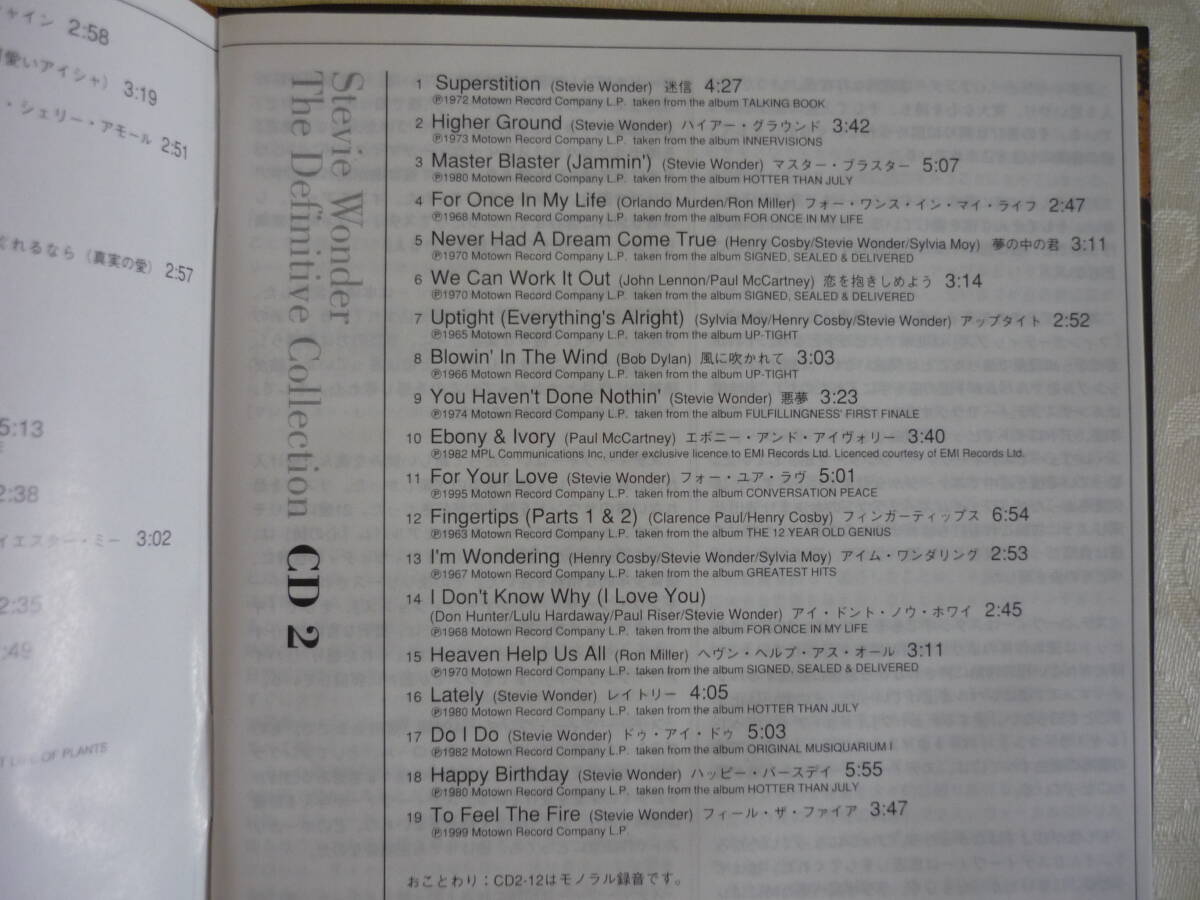 ャイン 2:58
愛いアイシャ） 3:19
・シェリー・アモール 2:51
れるなら（真実の愛） 2:57
5:13
2:38
イエスター・ミー 3:02
2:35
:49
T LIFE OF PLANTS
Stevie Wonder
The Definitive Collection CD 2
1 Superstition (Stevie Wonder) 迷信 4:27
℗1972 Motown Record Company L.P. taken from the album TALKING BOOK
2 Higher Ground (Stevie Wonder) ハイアー・グラウンド 3:42
℗1973 Motown Record Company L.P. taken from the album INNERVISIONS
3 Master Blaster (Jammin') (Stevie Wonder) マスター・ブラスター 5:07
℗1980 Motown Record Company L.P. taken from the album HOTTER THAN JULY
4 For Once In My Life (Orlando Murden/Ron Miller) フォー・ワンス・イン・マイ・ライフ 2:47
℗1968 Motown Record Company L.P. taken from the album FOR ONCE IN MY LIFE
5 Never Had A Dream Come True (Henry Cosby/Stevie Wonder/Sylvia Moy) 夢の中の君 3:11
℗1970 Motown Record Company L.P. taken from the album SIGNED, SEALED & DELIVERED
6 We Can Work It Out (John Lennon/Paul McCartney) 恋を抱きしめよう 3:14
℗1970 Motown Record Company L.P. taken from the album SIGNED, SEALED & DELIVERED
7 Uptight (Everything's Alright) (Sylvia Moy/Henry Cosby/Stevie Wonder) アップタイト 2:52
℗1965 Motown Record Company L.P. taken from the album UP-TIGHT
8 Blowin' In The Wind (Bob Dylan) 風に吹かれて 3:03
℗1966 Motown Record Company L.P. taken from the album UP-TIGHT
9 You Haven't Done Nothin' (Stevie Wonder) 悪夢 3:23
℗1974 Motown Record Company L.P. taken from the album FULFILLINGNESS' FIRST FINALE
10 Ebony & Ivory (Paul McCartney) エボニー・アンド・アイヴォリー 3:40
℗1982 MPL Communications Inc, under exclusive licence to EMI Records Ltd. Licenced courtesy of EMI Records Ltd.
11 For Your Love (Stevie Wonder) フォー・ユア・ラヴ 5:01
℗1995 Motown Record Company L.P. taken from the album CONVERSATION PEACE
12 Fingertips (Parts 1 & 2) (Clarence Paul/Henry Cosby) フィンガーティップス 6:54
℗1963 Motown Record Company L.P. taken from the album THE 12 YEAR OLD GENIUS
13 I'm Wondering (Henry Cosby/Stevie Wonder/Sylvia Moy) アイム・ワンダリング 2:53
℗1967 Motown Record Company L.P. taken from the album GREATEST HITS
14 I Don't Know Why (I Love You)
(Don Hunter/Lulu Hardaway/Paul Riser/Stevie Wonder) アイ・ドント・ノウ・ホワイ 2:45
℗1968 Motown Record Company L.P. taken from the album FOR ONCE IN MY LIFE
15 Heaven Help Us All (Ron Miller) ヘヴン・ヘルプ・アス・オール 3:11
℗1970 Motown Record Company L.P. taken from the album SIGNED, SEALED & DELIVERED
16 Lately (Stevie Wonder) レイトリー 4:05
℗1980 Motown Record Company L.P. taken from the album HOTTER THAN JULY
17 Do I Do (Stevie Wonder) ドゥ・アイ・ドゥ 5:03
℗1982 Motown Record Company L.P. taken from the album ORIGINAL MUSIQUARIUM I
18 Happy Birthday (Stevie Wonder) ハッピー・バースデイ 5:55
℗1980 Motown Record Company L.P. taken from the album HOTTER THAN JULY
19 To Feel The Fire (Stevie Wonder) フィール・ザ・ファイア 3:47
℗1999 Motown Record Company L.P.
おことわり：CD2-12はモノラル録音です。